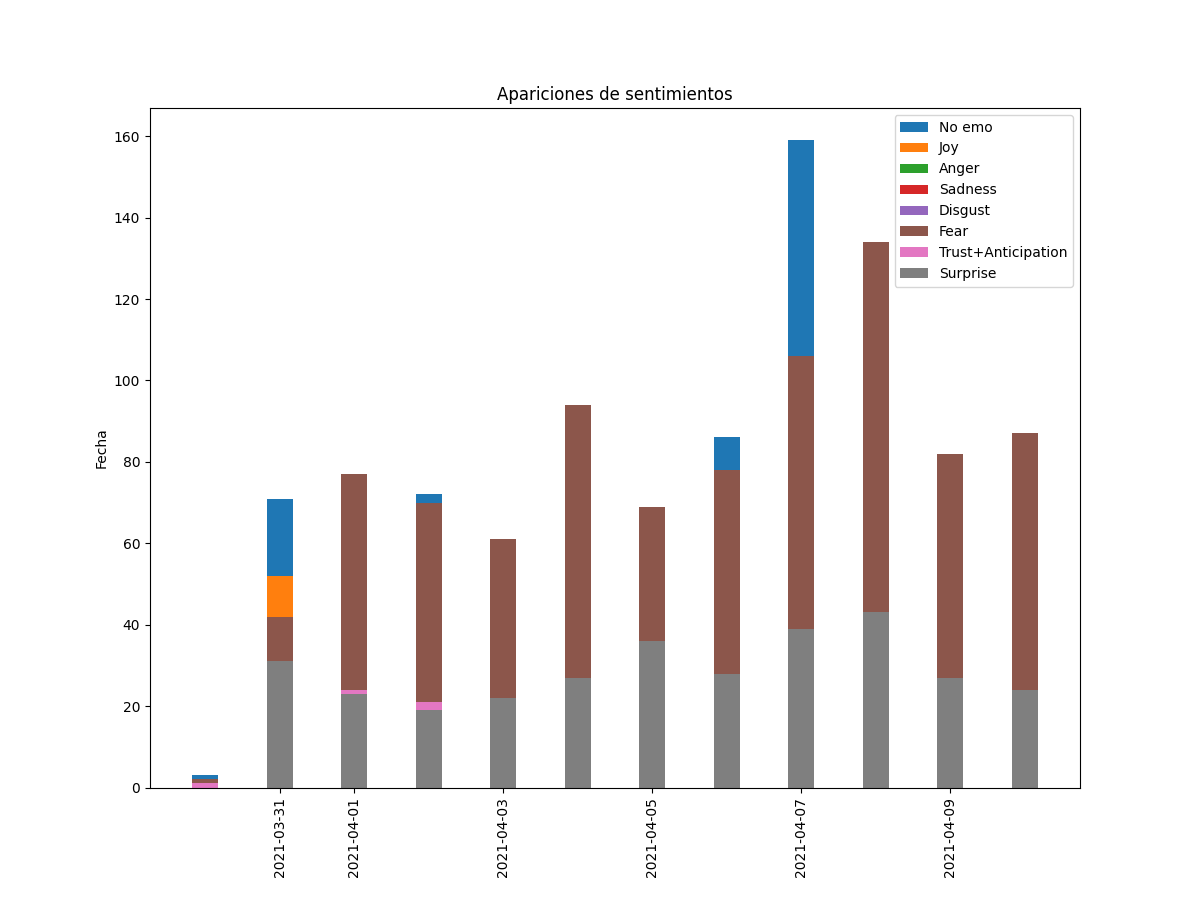 Apariciones de sentimientos
160
140
120
100
80
60
40
20
0
Fecha
No emo
Joy
Anger
Sadness
Disgust
Fear
Trust+Anticipation
Surprise
2021-03-31
2021-04-01
2021-04-03
2021-04-05
2021-04-07
2021-04-09